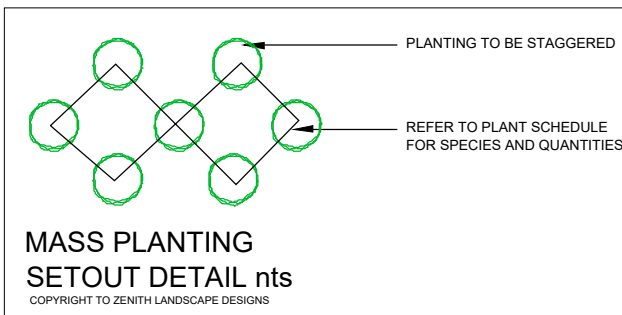 PLANTING TO BE STAGGERED
REFER TO PLANT SCHEDULE
FOR SPECIES AND QUANTITIES
MASS PLANTING
SETOUT DETAIL nts
COPYRIGHT TO ZENITH LANDSCAPE DESIGNS